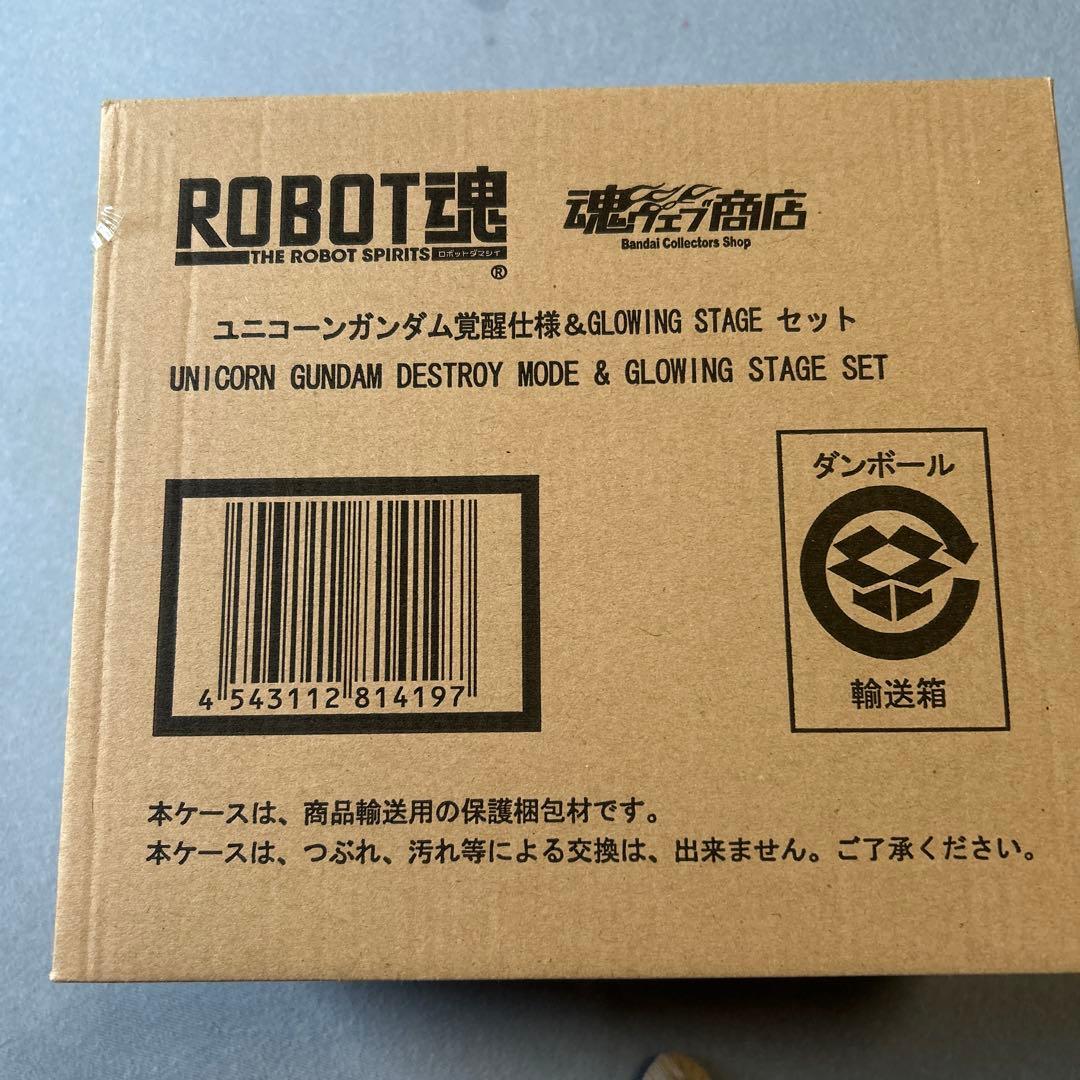 ROBOT魂
THE ROBOT SPIRITS ロボットダマシイ
®
魂ウェブ商店
Bandai Collectors Shop
ユニコーンガンダム覚醒仕様&GLOWING STAGE セット
UNICORN GUNDAM DESTROY MODE & GLOWING STAGE SET
ダンボール
輸送箱
4 543112 814197
本ケースは、商品輸送用の保護梱包材です。
本ケースは、つぶれ、汚れ等による交換は、出来ません。ご了承ください。